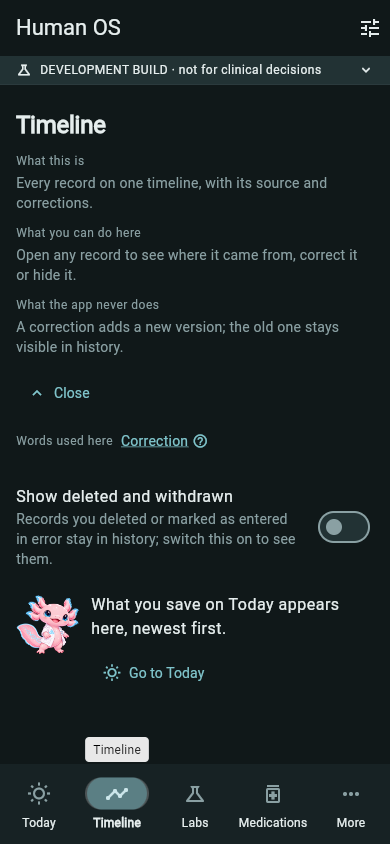 Human OS
DEVELOPMENT BUILD · not for clinical decisions
Timeline
What this is
Every record on one timeline, with its source and
corrections.
What you can do here
Open any record to see where it came from, correct it
or hide it.
What the app never does
A correction adds a new version; the old one stays
visible in history.
Close
Words used here Correction
Show deleted and withdrawn
Records you deleted or marked as entered
in error stay in history; switch this on to see
them.
What you save on Today appears
here, newest first.
Go to Today
Timeline
Today Timeline Labs Medications More